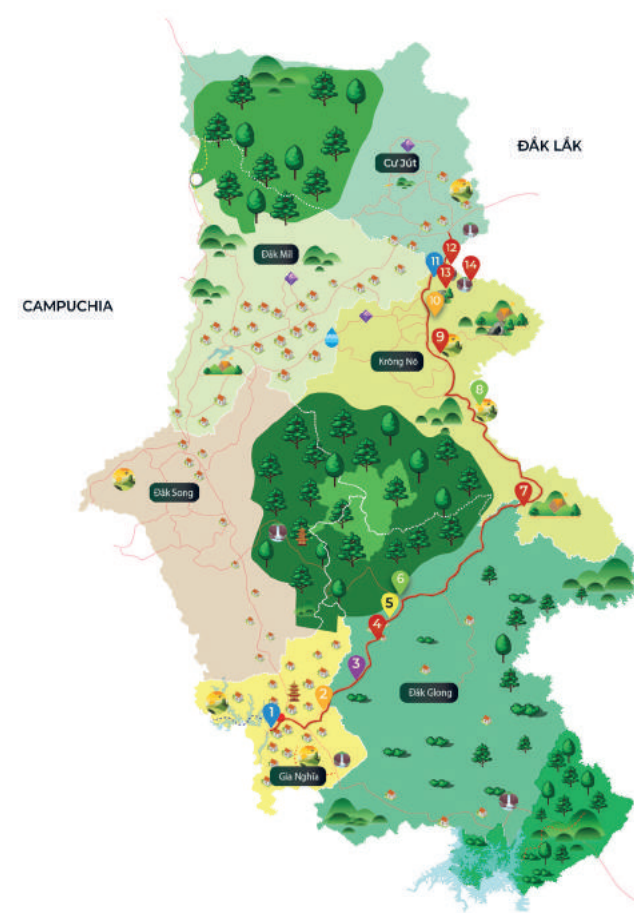 ĐẮK LẮK
Cư Jút
12
11
14
13
Đắk Mil
CAMPUCHIA
10
9
Krông Nô
8
Đắk Song
7
6
5
4
3
Đắk Glong
2
1
Gia Nghĩa